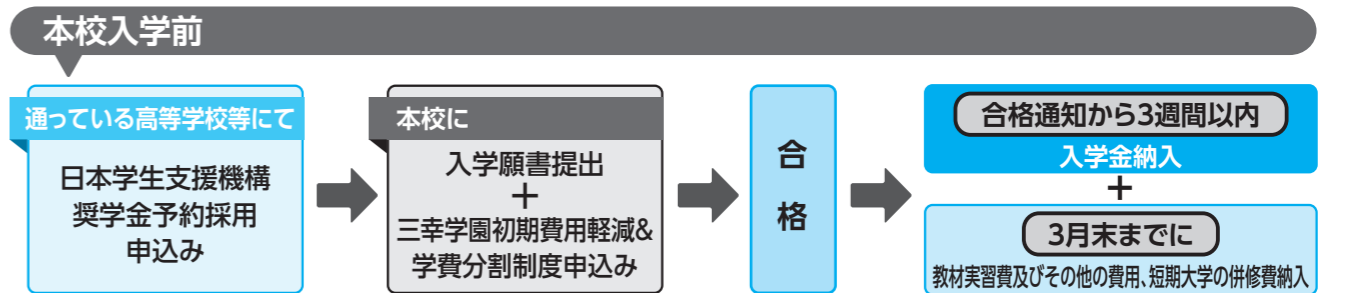 本校入学前
通っている高等学校等にて
日本学生支援機構
奨学金予約採用
申込み
本校に
入学願書提出
+
三幸学園初期費用軽減&
学費分割制度申込み
合
格
合格通知から3週間以内
入学金納入
+
3月末までに
教材実習費及びその他の費用、短期大学の併修費納入